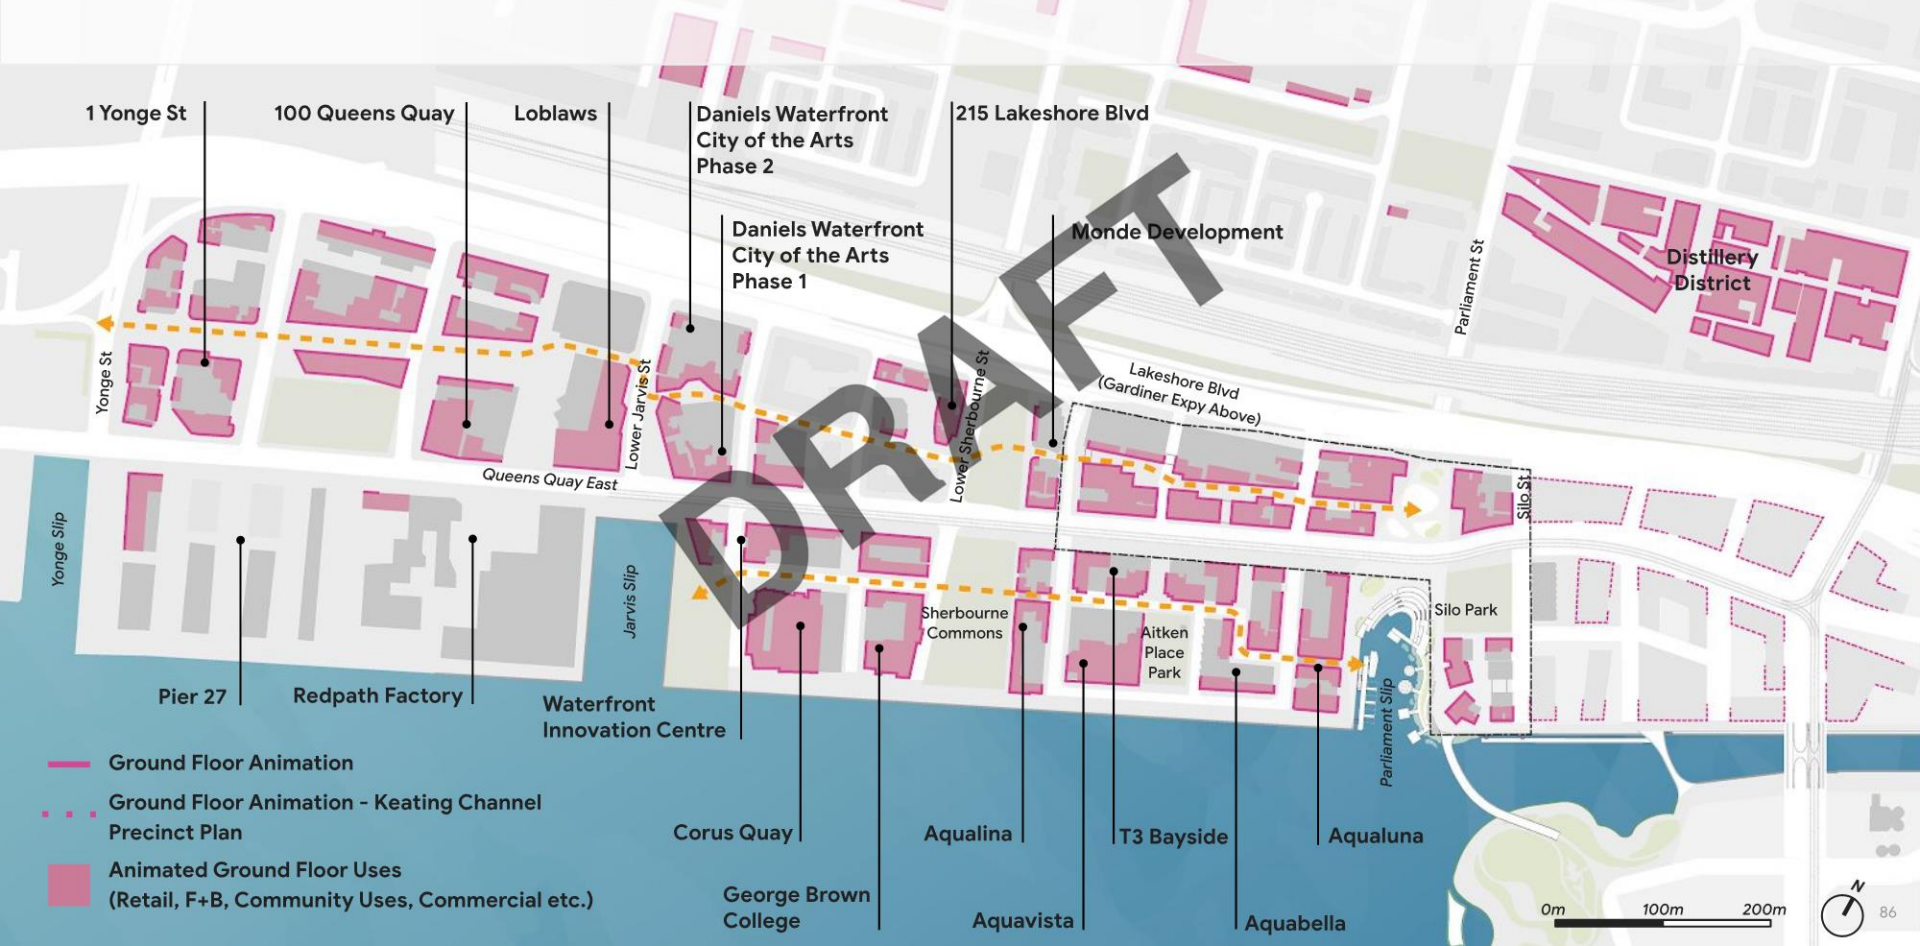 1 Yonge St
100 Queens Quay
Loblaws
Daniels Waterfront
City of the Arts
Phase 2
215 Lakeshore Blvd
Daniels Waterfront
City of the Arts
Phase 1
Monde Development
Distillery
District
Parliament St
Yonge St
Lower Jarvis St
Lower Sherbourne St
Lakeshore Blvd
(Gardiner Expy Above)
Queens Quay East
Silo St
DRAFT
Yonge Slip
Jarvis Slip
Sherbourne
Commons
Aitken
Place
Park
Silo Park
Parliament Slip
Pier 27
Redpath Factory
Waterfront
Innovation Centre
Corus Quay
Aqualina
T3 Bayside
Aqualuna
George Brown
College
Aquavista
Aquabella
Ground Floor Animation
Ground Floor Animation - Keating Channel
Precinct Plan
Animated Ground Floor Uses
(Retail, F+B, Community Uses, Commercial etc.)
0m 100m 200m
N
86